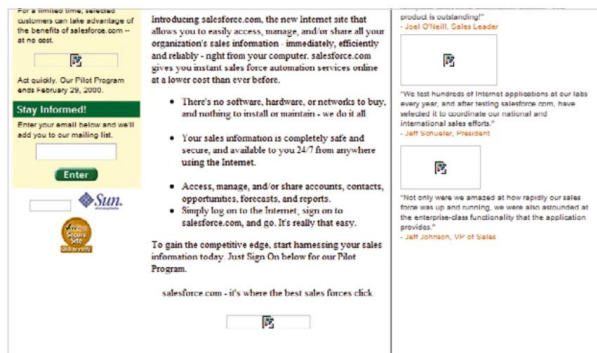 For a limited time, selected
customers can take advantage of
the benefits of salesforce.com --
at no cost.
Act quickly. Our Pilot Program
ends February 29, 2000.
Stay Informed!
Enter your email below and we'll
add you to our mailing list.
Enter
Sun.
Secure
Site
Introducing salesforce.com, the new Internet site that
allows you to easily access, manage, and/or share all your
organization's sales information - immediately, efficiently
and reliably - right from your computer. salesforce.com
gives you instant sales force automation services online
at a lower cost than ever before.
There's no software, hardware, or networks to buy,
and nothing to install or maintain - we do it all.
Your sales information is completely safe and
secure, and available to you 24/7 from anywhere
using the Internet.
Access, manage, and/or share accounts, contacts,
opportunities, forecasts, and reports.
Simply log on to the Internet, sign on to
salesforce.com, and go. It's really that easy.
To gain the competitive edge, start harnessing your sales
information today. Just Sign On below for our Pilot
Program.
salesforce.com - it's where the best sales forces click.
product is outstanding!"
- Joel O'Neill, Sales Leader
"We test hundreds of Internet applications at our labs
every year, and after testing salesforce.com, have
selected it to coordinate our national and
international sales efforts."
- Jeff Schueler, President
"Not only were we amazed at how rapidly our sales
force was up and running, we were also astounded at
the enterprise-class functionality that the application
provides."
- Jeff Johnson, VP of Sales